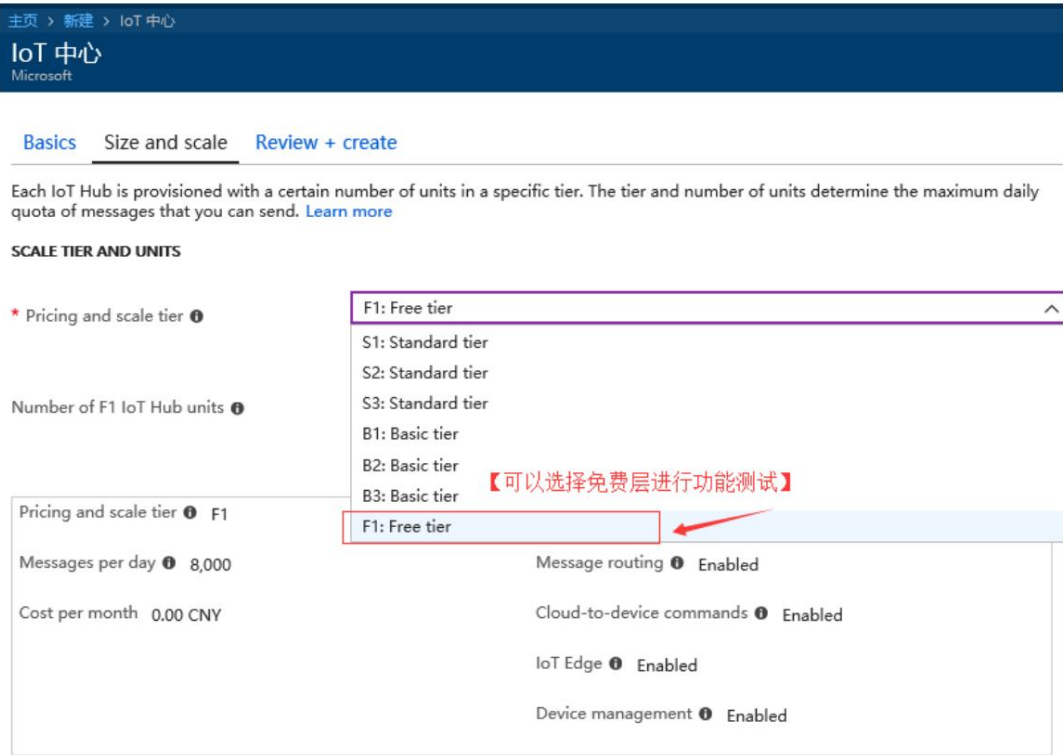 主页 > 新建 > IoT 中心
IoT 中心
Microsoft
Basics Size and scale Review + create
Each IoT Hub is provisioned with a certain number of units in a specific tier. The tier and number of units determine the maximum daily
quota of messages that you can send. Learn more
SCALE TIER AND UNITS
* Pricing and scale tier
F1: Free tier
S1: Standard tier
S2: Standard tier
S3: Standard tier
Number of F1 IoT Hub units
B1: Basic tier
B2: Basic tier
B3: Basic tier
【可以选择免费层进行功能测试】
F1: Free tier
Pricing and scale tier F1
Messages per day 8,000
Message routing Enabled
Cost per month 0.00 CNY
Cloud-to-device commands Enabled
IoT Edge Enabled
Device management Enabled